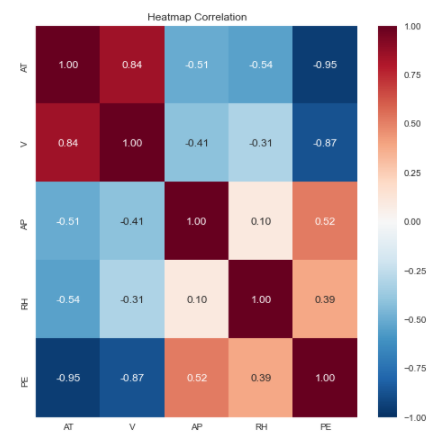 Heatmap Correlation
AT 1.00 0.84 -0.51 -0.54 -0.95
V 0.84 1.00 -0.41 -0.31 -0.87
AP -0.51 -0.41 1.00 0.10 0.52
RH -0.54 -0.31 0.10 1.00 0.39
PE -0.95 -0.87 0.52 0.39 1.00
AT V AP RH PE
1.00
0.75
0.50
0.25
0.00
−0.25
−0.50
−0.75
−1.00